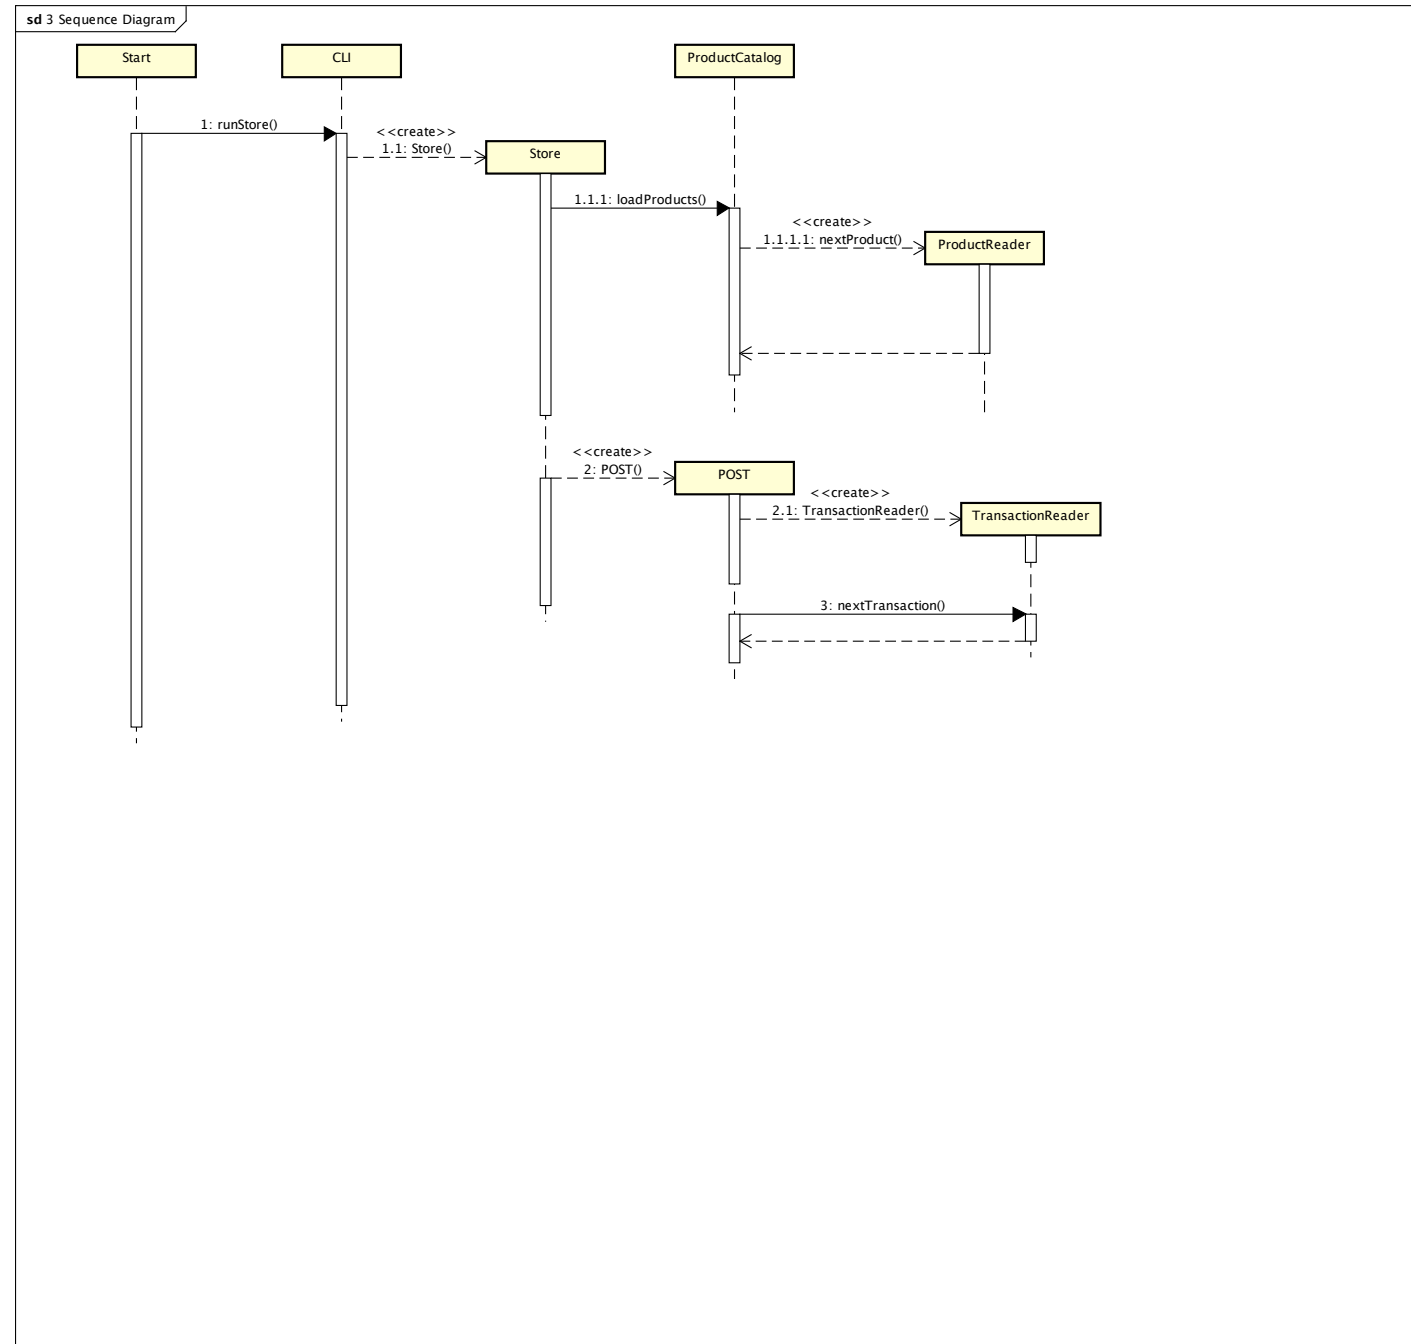 sd 3 Sequence Diagram
Start
CLI
ProductCatalog
1: runStore()
<<create>>
1.1: Store()
Store
1.1.1: loadProducts()
<<create>>
1.1.1.1: nextProduct()
ProductReader
<<create>>
2: POST()
POST
<<create>>
2.1: TransactionReader()
TransactionReader
3: nextTransaction()